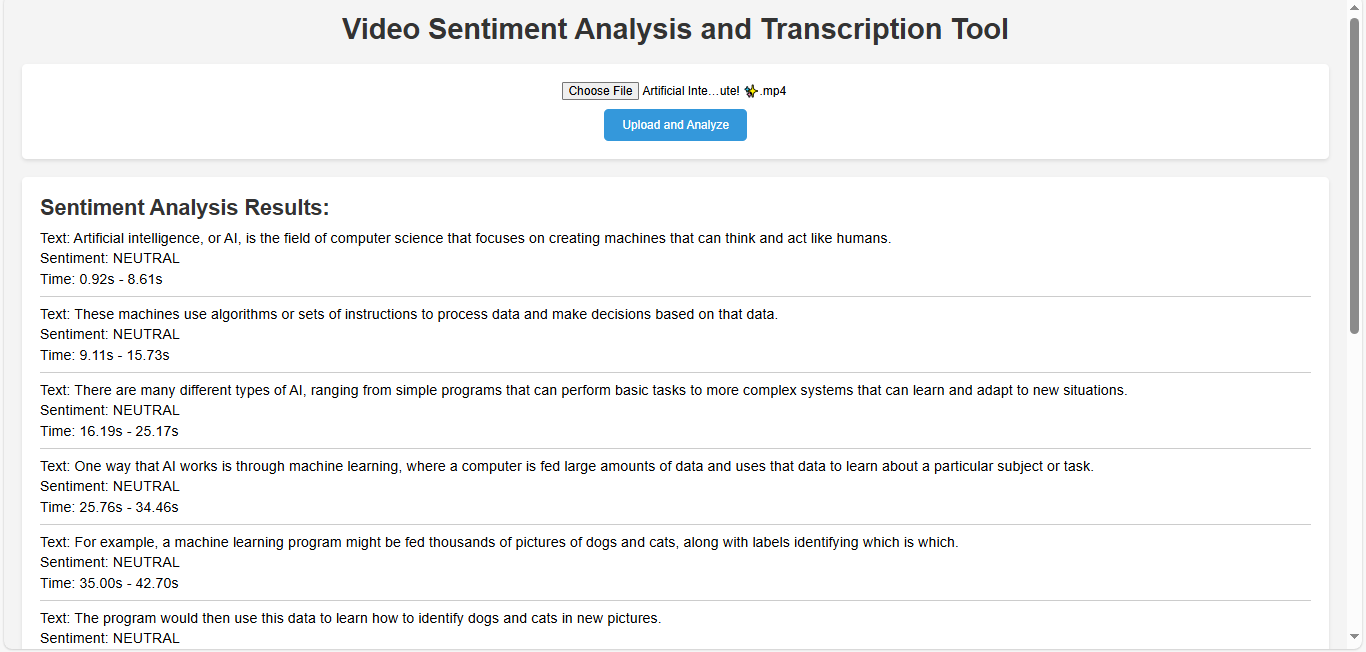 Video Sentiment Analysis and Transcription Tool
Choose File Artificial Inte...ute! ✨.mp4
Upload and Analyze
Sentiment Analysis Results:
Text: Artificial intelligence, or AI, is the field of computer science that focuses on creating machines that can think and act like humans.
Sentiment: NEUTRAL
Time: 0.92s - 8.61s
Text: These machines use algorithms or sets of instructions to process data and make decisions based on that data.
Sentiment: NEUTRAL
Time: 9.11s - 15.73s
Text: There are many different types of AI, ranging from simple programs that can perform basic tasks to more complex systems that can learn and adapt to new situations.
Sentiment: NEUTRAL
Time: 16.19s - 25.17s
Text: One way that AI works is through machine learning, where a computer is fed large amounts of data and uses that data to learn about a particular subject or task.
Sentiment: NEUTRAL
Time: 25.76s - 34.46s
Text: For example, a machine learning program might be fed thousands of pictures of dogs and cats, along with labels identifying which is which.
Sentiment: NEUTRAL
Time: 35.00s - 42.70s
Text: The program would then use this data to learn how to identify dogs and cats in new pictures.
Sentiment: NEUTRAL